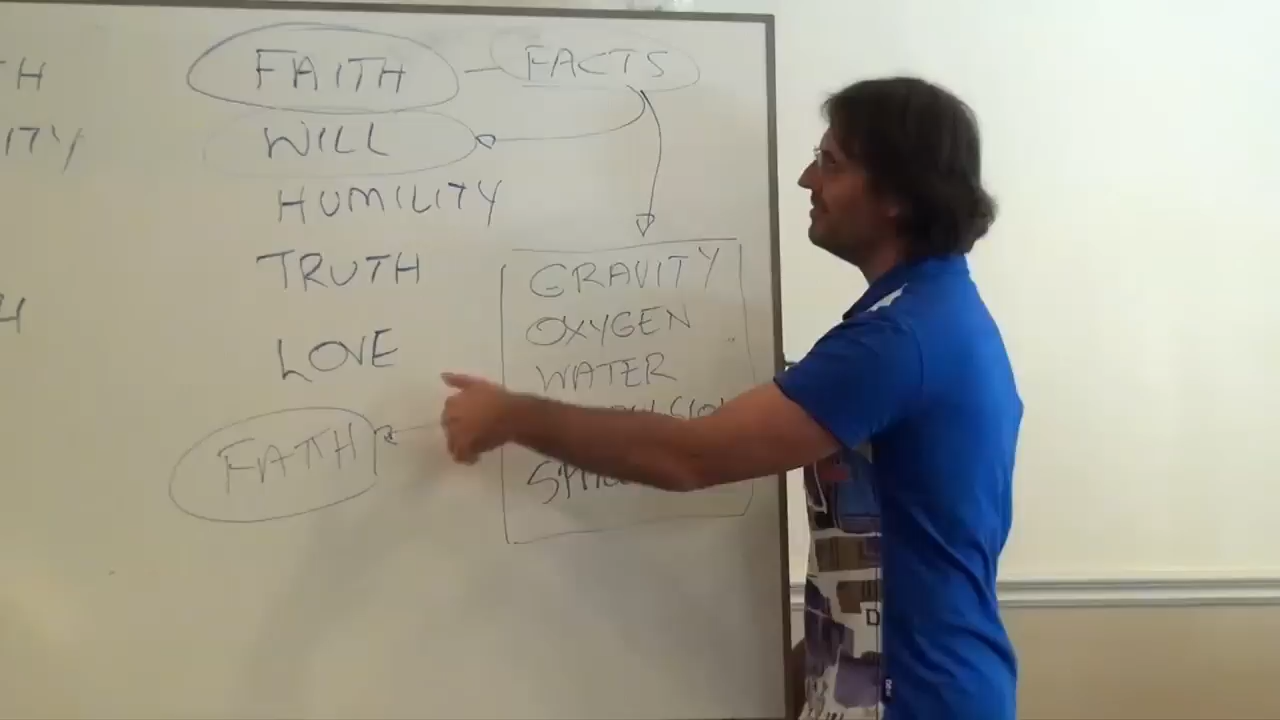 FAITH - FACTS
WILL
HUMILITY
TRUTH
LOVE
FAITH
GRAVITY
OXYGEN
WATER